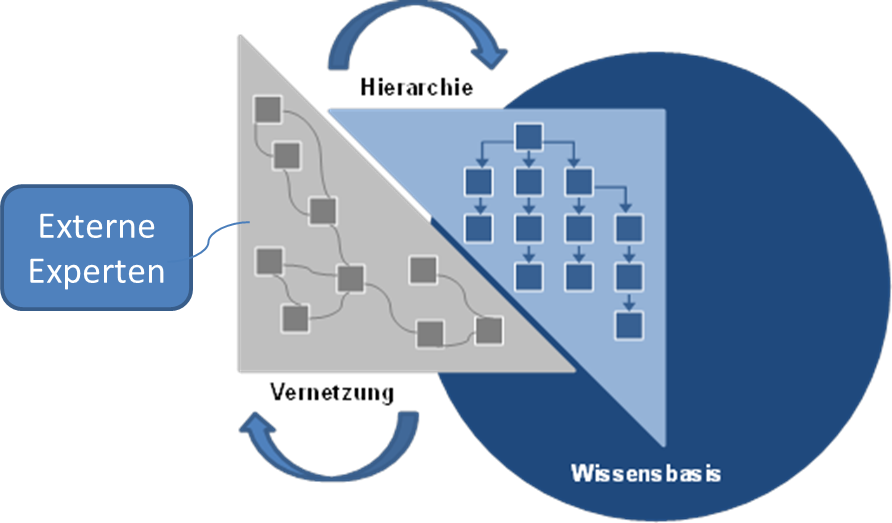 Hierarchie
Externe
Experten
Vernetzung
Wissensbasis